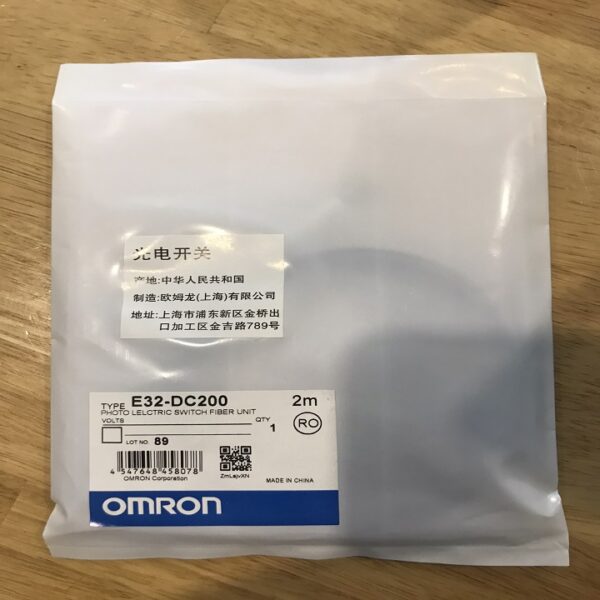 光电开关
产地:中华人民共和国
制造:欧姆龙(上海)有限公司
地址:上海市浦东新区金桥出
口加工区金吉路789号
TYPE E32-DC200 2m
PHOTO LELCTRIC SWITCH FIBER UNIT
VOLTS QTY 1 RO
LOT NO. 89
4 547648 458078
OMRON Corporation ZmLsjvXN MADE IN CHINA
OMRON